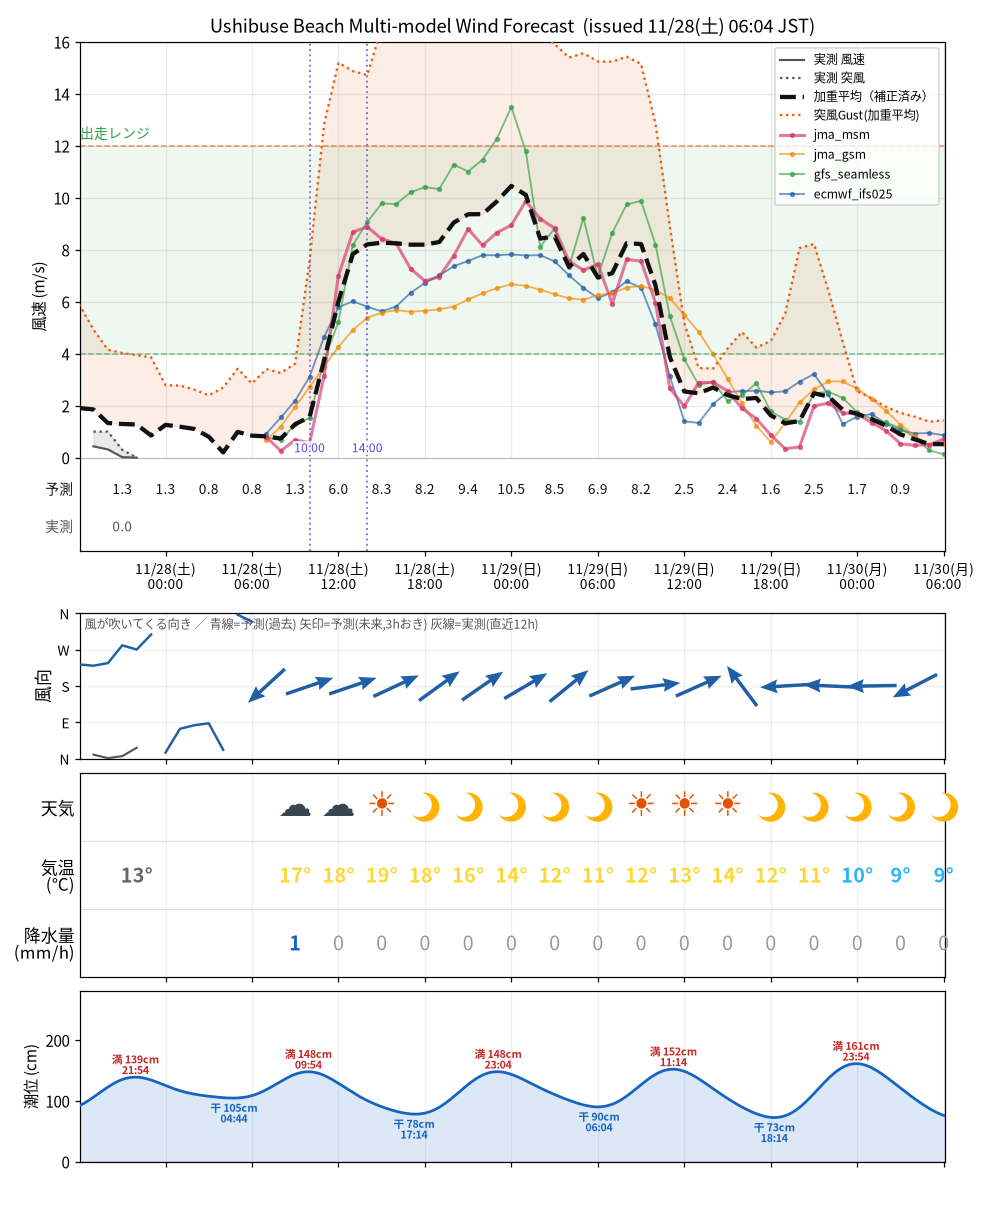 Ushibuse Beach Multi-model Wind Forecast (issued 11/28(土) 06:04 JST)
16
14
12
10
8
6
4
2
0
風速 (m/s)
出走レンジ
実測 風速
実測 突風
加重平均（補正済み）
突風Gust(加重平均)
jma_msm
jma_gsm
gfs_seamless
ecmwf_ifs025
10:00 14:00
予測 1.3 1.3 0.8 0.8 1.3 6.0 8.3 8.2 9.4 10.5 8.5 6.9 8.2 2.5 2.4 1.6 2.5 1.7 0.9
実測 0.0
11/28(土) 11/28(土) 11/28(土) 11/28(土) 11/29(日) 11/29(日) 11/29(日) 11/29(日) 11/30(月) 11/30(月)
00:00 06:00 12:00 18:00 00:00 06:00 12:00 18:00 00:00 06:00
風が吹いてくる向き ／ 青線=予測(過去) 矢印=予測(未来,3hおき) 灰線=実測(直近12h)
N
W
S
E
N
風向
天気
気温
(℃)
13° 17° 18° 19° 18° 16° 14° 12° 11° 12° 13° 14° 12° 11° 10° 9° 9°
降水量
(mm/h)
1 0 0 0 0 0 0 0 0 0 0 0 0 0 0 0
潮位 (cm)
200
100
0
満 139cm
21:54
干 105cm
04:44
満 148cm
09:54
干 78cm
17:14
満 148cm
23:04
干 90cm
06:04
満 152cm
11:14
干 73cm
18:14
満 161cm
23:54